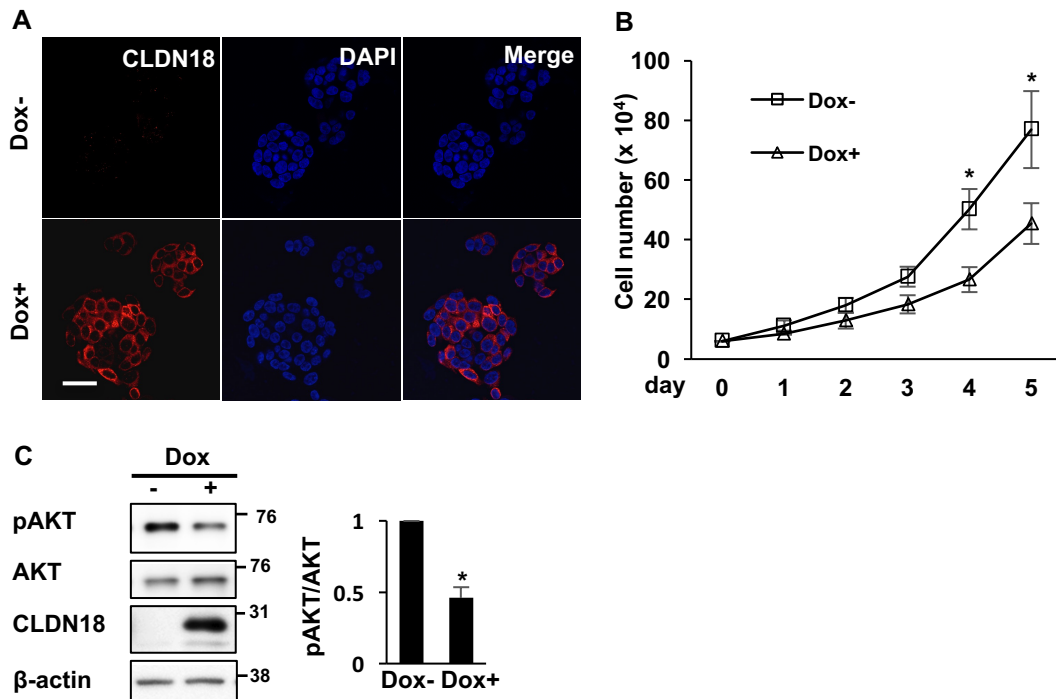 A
CLDN18
DAPI
Merge
Dox-
Dox+
B
Cell number (x 10⁴)
100
80
60
40
20
0
Dox-
Dox+
*
*
day
0 1 2 3 4 5
C
Dox
- +
pAKT
76
AKT
76
CLDN18
31
β-actin
38
pAKT/AKT
1
0.5
0
*
Dox- Dox+